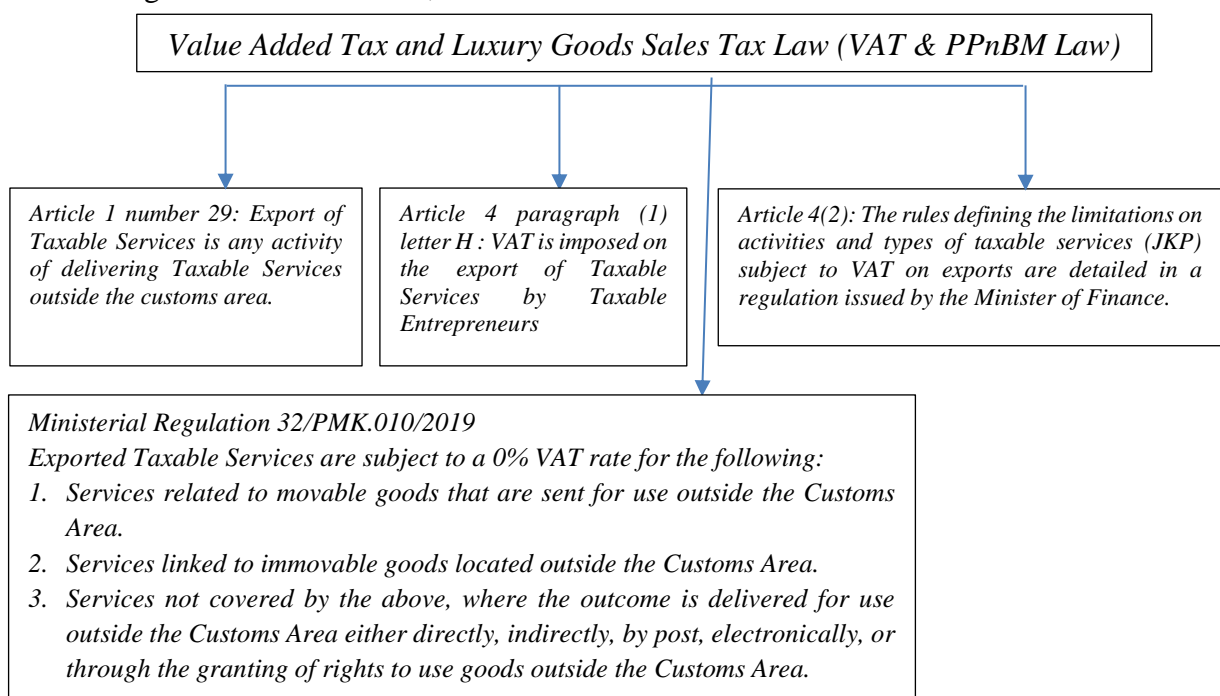 Value Added Tax and Luxury Goods Sales Tax Law (VAT & PPnBM Law)
Article 1 number 29: Export of
Taxable Services is any activity
of delivering Taxable Services
outside the customs area.
Article 4 paragraph (1)
letter H : VAT is imposed on
the export of Taxable
Services by Taxable
Entrepreneurs
Article 4(2): The rules defining the limitations on
activities and types of taxable services (JKP)
subject to VAT on exports are detailed in a
regulation issued by the Minister of Finance.
Ministerial Regulation 32/PMK.010/2019
Exported Taxable Services are subject to a 0% VAT rate for the following:
1. Services related to movable goods that are sent for use outside the Customs
Area.
2. Services linked to immovable goods located outside the Customs Area.
3. Services not covered by the above, where the outcome is delivered for use
outside the Customs Area either directly, indirectly, by post, electronically, or
through the granting of rights to use goods outside the Customs Area.